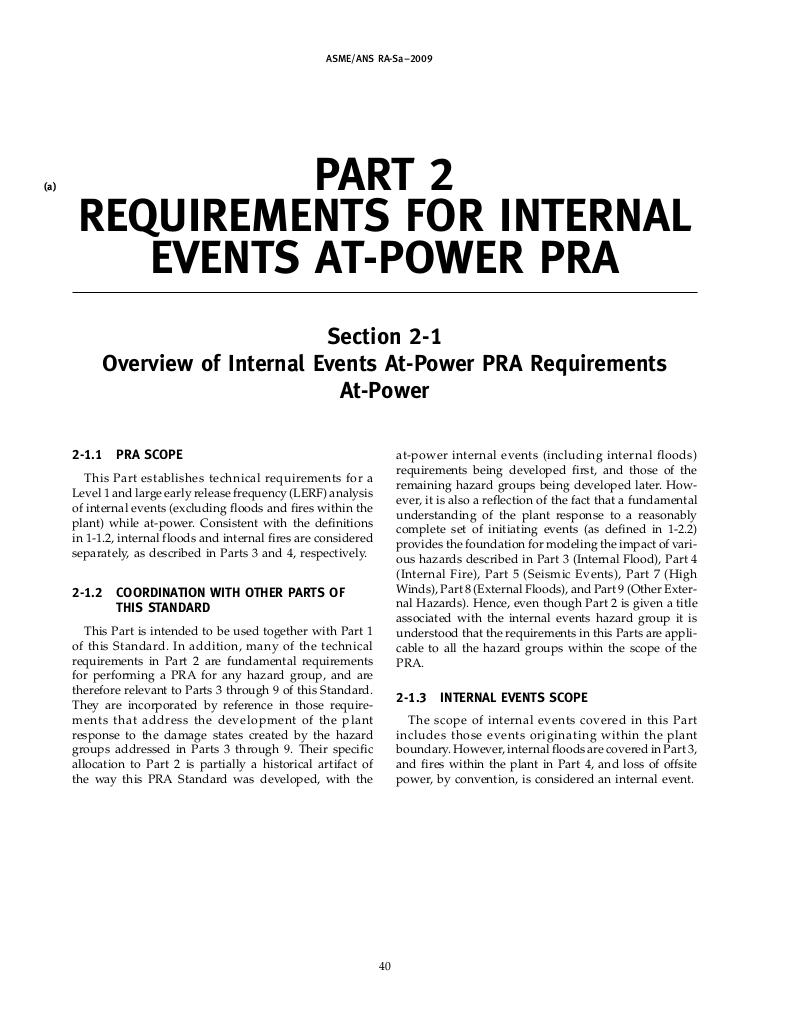 ASME/ANS RA-Sa–2009
(a)
PART 2
REQUIREMENTS FOR INTERNAL
EVENTS AT-POWER PRA
Section 2-1
Overview of Internal Events At-Power PRA Requirements
At-Power
2-1.1 PRA SCOPE
This Part establishes technical requirements for a
Level 1 and large early release frequency (LERF) analysis
of internal events (excluding floods and fires within the
plant) while at-power. Consistent with the definitions
in 1-1.2, internal floods and internal fires are considered
separately, as described in Parts 3 and 4, respectively.
2-1.2 COORDINATION WITH OTHER PARTS OF
THIS STANDARD
This Part is intended to be used together with Part 1
of this Standard. In addition, many of the technical
requirements in Part 2 are fundamental requirements
for performing a PRA for any hazard group, and are
therefore relevant to Parts 3 through 9 of this Standard.
They are incorporated by reference in those require-
ments that address the development of the plant
response to the damage states created by the hazard
groups addressed in Parts 3 through 9. Their specific
allocation to Part 2 is partially a historical artifact of
the way this PRA Standard was developed, with the
at-power internal events (including internal floods)
requirements being developed first, and those of the
remaining hazard groups being developed later. How-
ever, it is also a reflection of the fact that a fundamental
understanding of the plant response to a reasonably
complete set of initiating events (as defined in 1-2.2)
provides the foundation for modeling the impact of vari-
ous hazards described in Part 3 (Internal Flood), Part 4
(Internal Fire), Part 5 (Seismic Events), Part 7 (High
Winds), Part 8 (External Floods), and Part 9 (Other Exter-
nal Hazards). Hence, even though Part 2 is given a title
associated with the internal events hazard group it is
understood that the requirements in this Parts are appli-
cable to all the hazard groups within the scope of the
PRA.
2-1.3 INTERNAL EVENTS SCOPE
The scope of internal events covered in this Part
includes those events originating within the plant
boundary. However, internal floods are covered in Part 3,
and fires within the plant in Part 4, and loss of offsite
power, by convention, is considered an internal event.
40